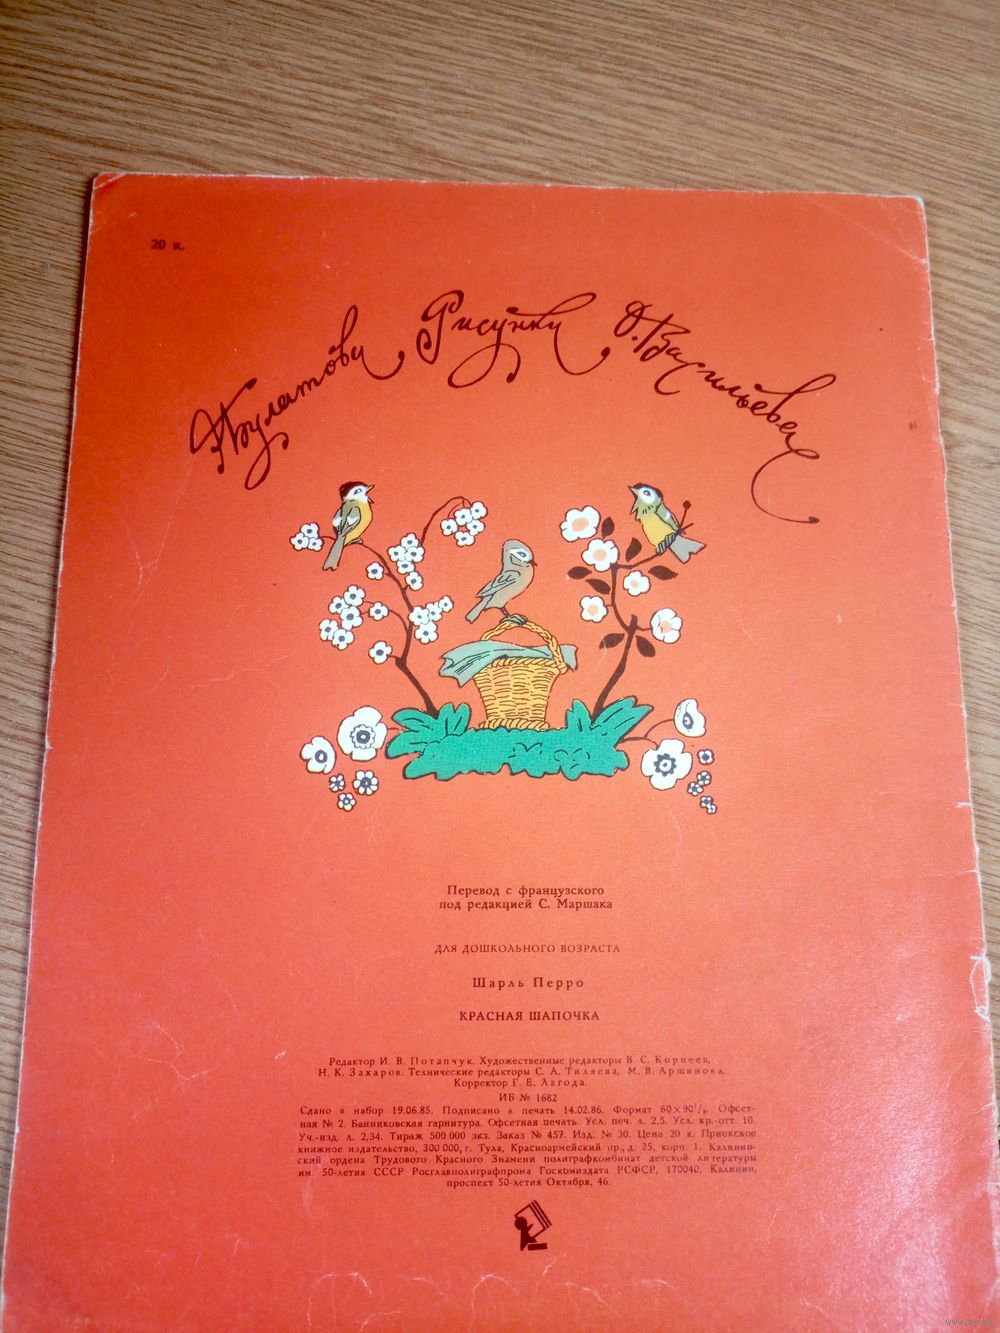 20 к.
Э. Булатова Рисунки О. Васильева
Перевод с французского
под редакцией С. Маршака
ДЛЯ ДОШКОЛЬНОГО ВОЗРАСТА
Шарль Перро
КРАСНАЯ ШАПОЧКА
Редактор И. В. Потапчук. Художественные редакторы В. С. Корнеев,
Н. К. Захаров. Технические редакторы С. А. Тиляева, М. В. Аршинова.
Корректор Г. Е. Лагода.
ИБ № 1682
Сдано в набор 19.06.85. Подписано в печать 14.02.86. Формат 60×90¹/₈. Офсет-
ная № 2. Банниковская гарнитура. Офсетная печать. Усл. печ. л. 2,5. Усл. кр.-отт. 10.
Уч.-изд. л. 2,34. Тираж 500 000 экз. Заказ № 457. Изд. № 30. Цена 20 к. Приокское
книжное издательство, 300 000, г. Тула, Красноармейский пр., д. 25, корп. 1. Калинин-
ский ордена Трудового Красного Знамени полиграфкомбинат детской литературы
им. 50-летия СССР Росглавполиграфпрома Госкомиздата РСФСР, 170040, Калинин,
проспект 50-летия Октября, 46.